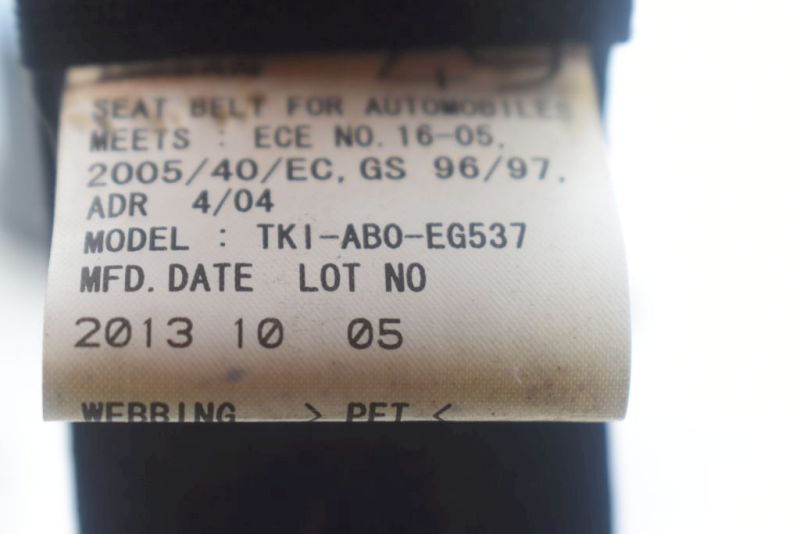 SEAT BELT FOR AUTOMOBILES
MEETS : ECE NO. 16-05,
2005/40/EC, GS 96/97,
ADR 4/04
MODEL : TKI-ABO-EG537
MFD. DATE LOT NO
2013 10 05
WEBBING > PET <